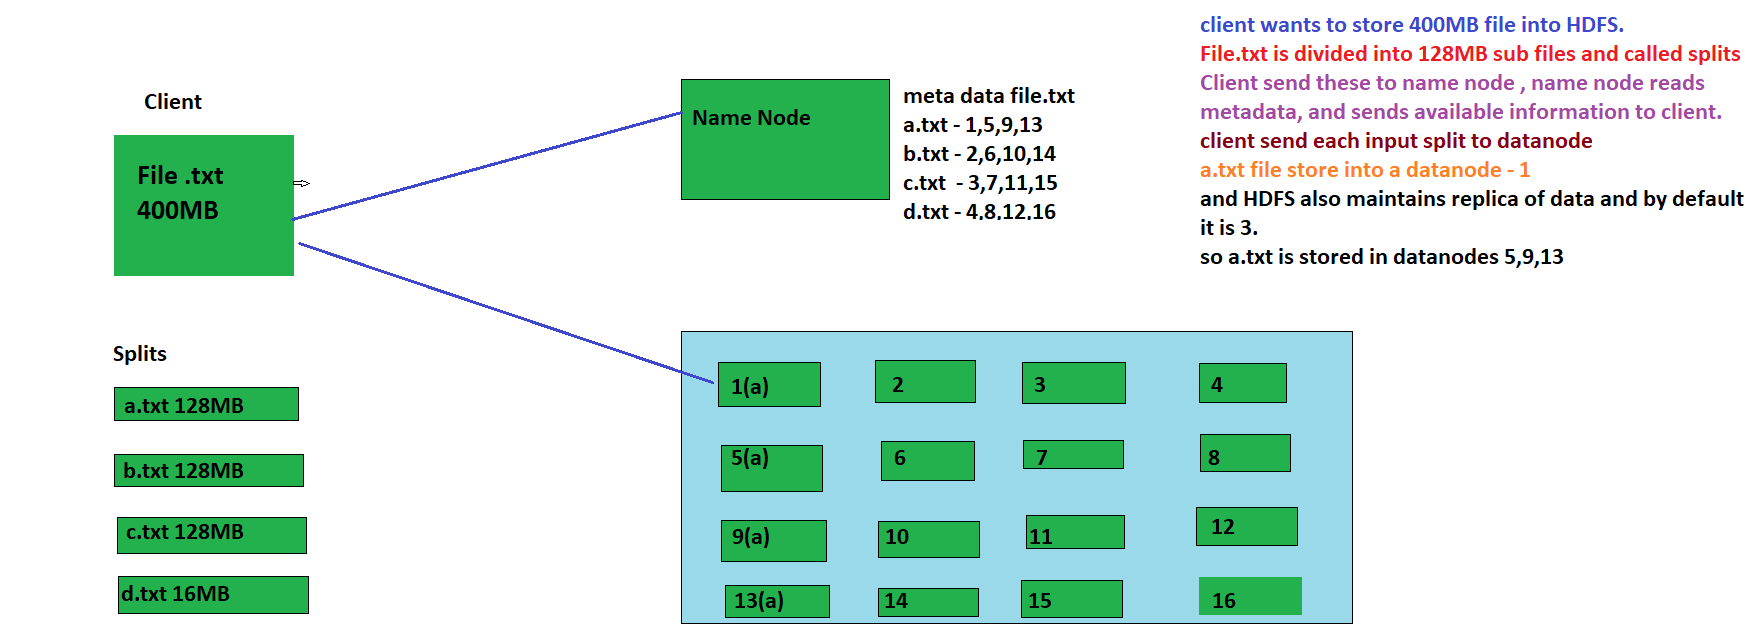 Client
File .txt
400MB
Name Node
meta data file.txt
a.txt - 1,5,9,13
b.txt - 2,6,10,14
c.txt - 3,7,11,15
d.txt - 4,8,12,16
client wants to store 400MB file into HDFS.
File.txt is divided into 128MB sub files and called splits
Client send these to name node , name node reads
metadata, and sends available information to client.
client send each input split to datanode
a.txt file store into a datanode - 1
and HDFS also maintains replica of data and by default
it is 3.
so a.txt is stored in datanodes 5,9,13
Splits
a.txt 128MB
b.txt 128MB
c.txt 128MB
d.txt 16MB
1(a)
2
3
4
5(a)
6
7
8
9(a)
10
11
12
13(a)
14
15
16